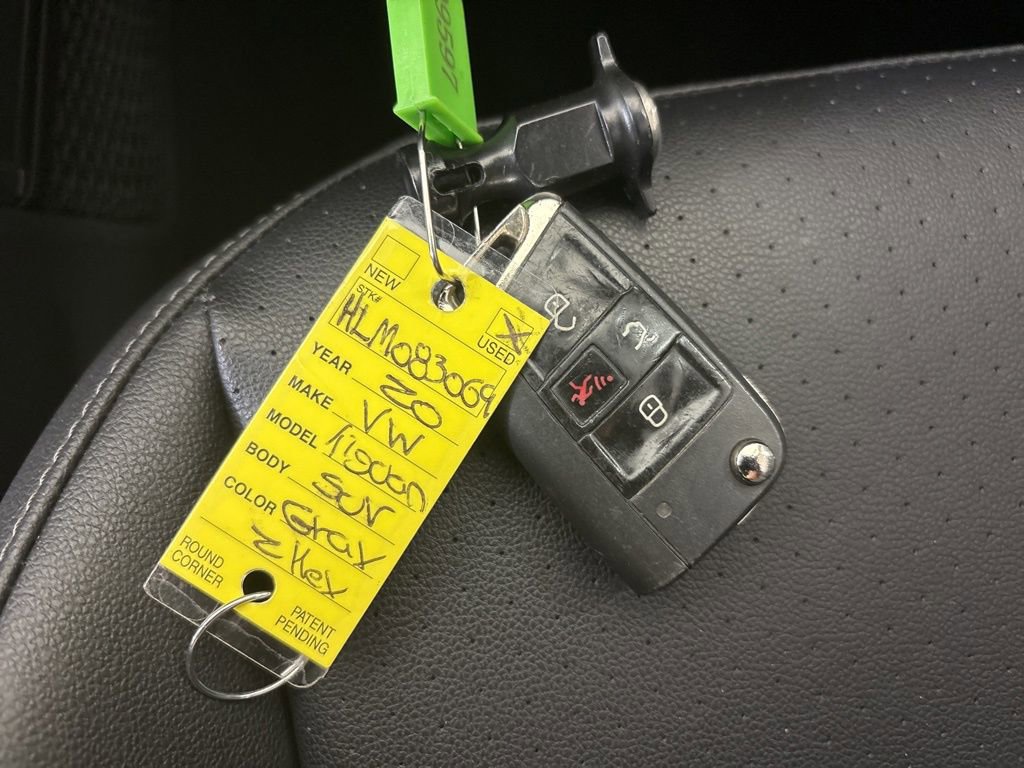 NEW
USED
STK#
HLM083069
YEAR 20
MAKE VW
MODEL Tiguan
BODY SUV
COLOR Gray
2 Key
ROUND CORNER
PATENT PENDING